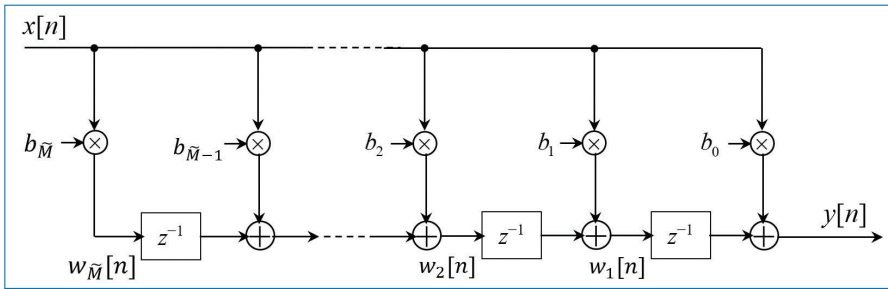 x[n]
b_M̃ × b_M̃−1 × b_2 × b_1 × b_0 ×
z⁻¹ + + z⁻¹ + z⁻¹ + y[n]
w_M̃[n] w_2[n] w_1[n]